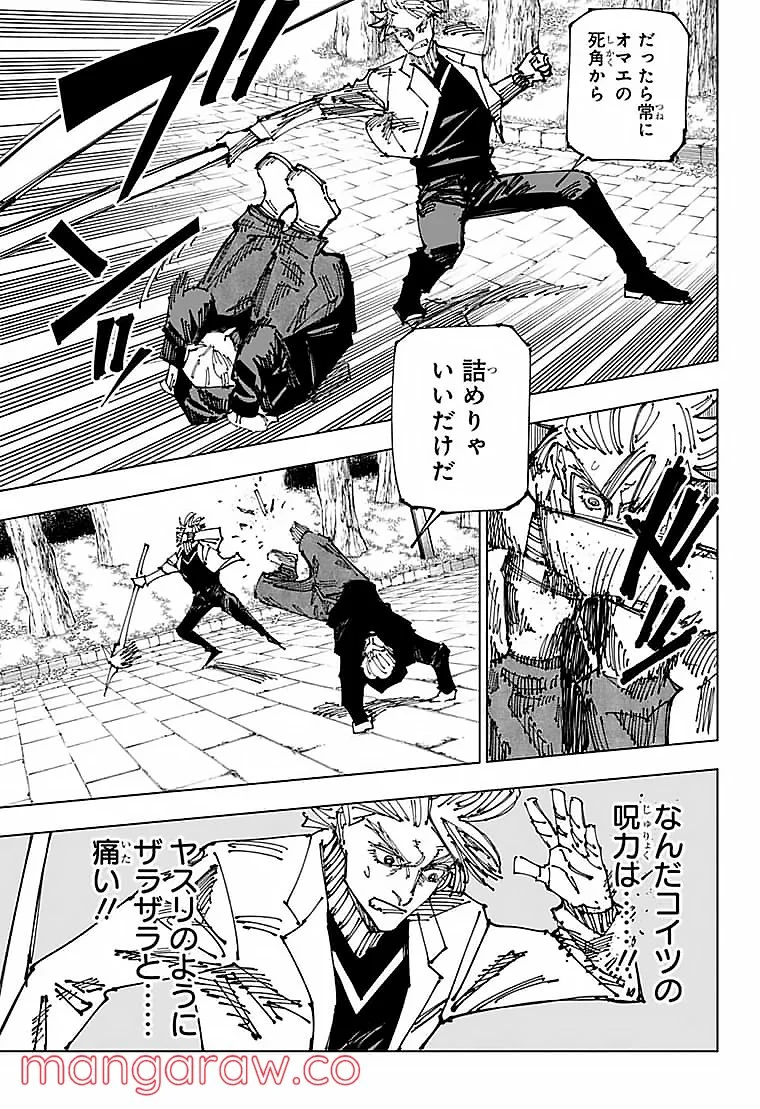 だったら常に
オマエの
死角から
詰めりゃ
いいだけだ
なんだコイツの
呪力は……!!
ヤスリのように
ザラザラと……
痛い!!
mangaraw.co